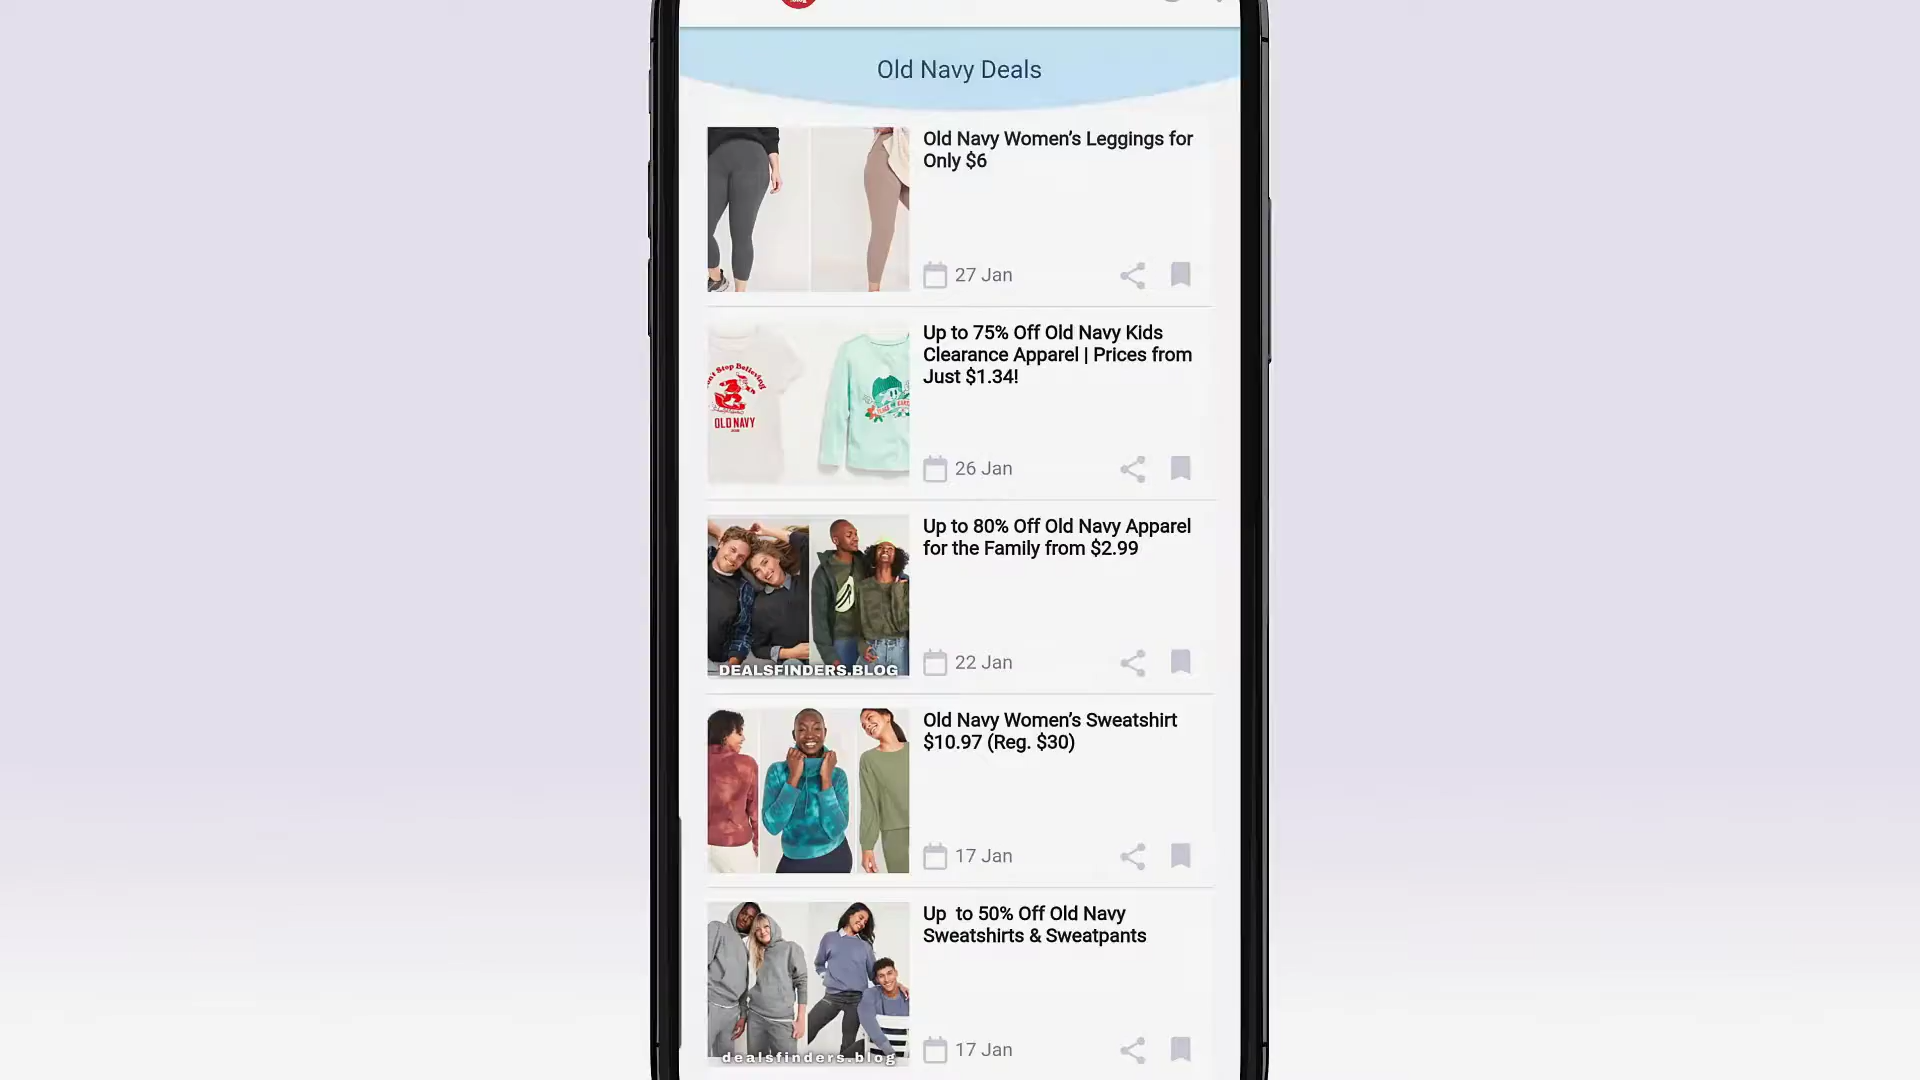 Old Navy Deals
Old Navy Women’s Leggings for
Only $6
27 Jan
Up to 75% Off Old Navy Kids
Clearance Apparel | Prices from
Just $1.34!
Stop Believing
OLD NAVY
26 Jan
Up to 80% Off Old Navy Apparel
for the Family from $2.99
DEALSFINDERS.BLOG
22 Jan
Old Navy Women’s Sweatshirt
$10.97 (Reg. $30)
17 Jan
Up  to 50% Off Old Navy
Sweatshirts & Sweatpants
dealsfinders.blog
17 Jan